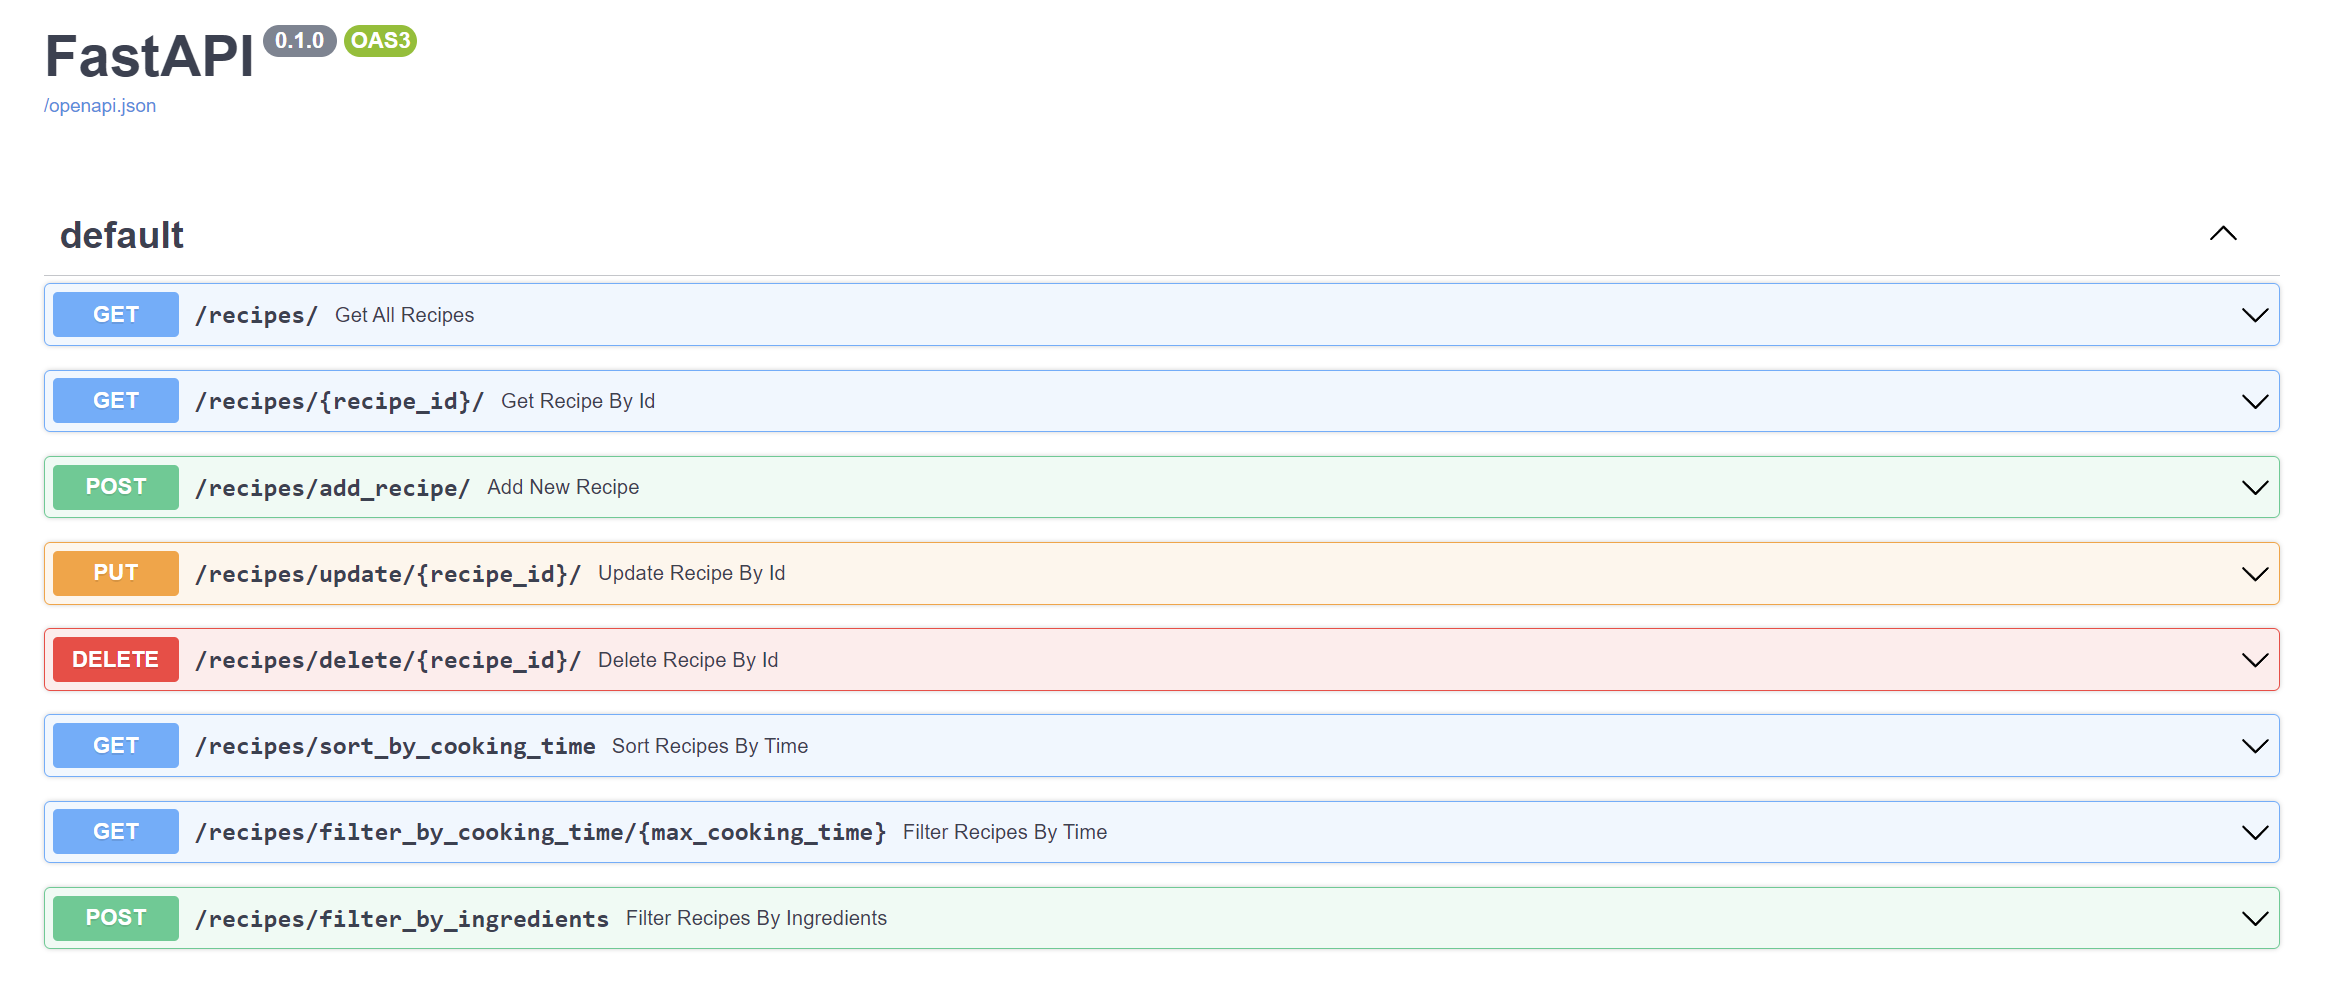 FastAPI 0.1.0 OAS3
/openapi.json
default
GET /recipes/ Get All Recipes
GET /recipes/{recipe_id}/ Get Recipe By Id
POST /recipes/add_recipe/ Add New Recipe
PUT /recipes/update/{recipe_id}/ Update Recipe By Id
DELETE /recipes/delete/{recipe_id}/ Delete Recipe By Id
GET /recipes/sort_by_cooking_time Sort Recipes By Time
GET /recipes/filter_by_cooking_time/{max_cooking_time} Filter Recipes By Time
POST /recipes/filter_by_ingredients Filter Recipes By Ingredients